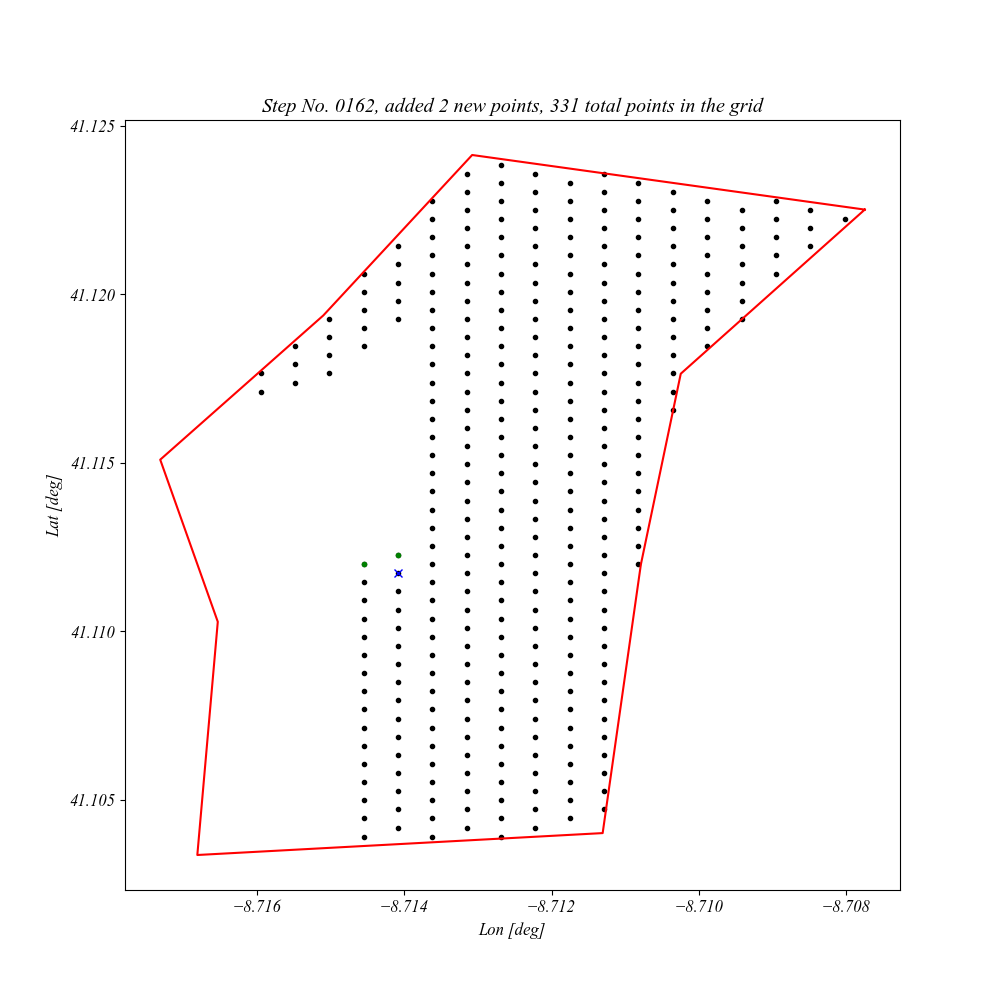 Step No. 0162, added 2 new points, 331 total points in the grid
41.125
41.120
41.115
41.110
41.105
Lat [deg]
−8.716 −8.714 −8.712 −8.710 −8.708
Lon [deg]